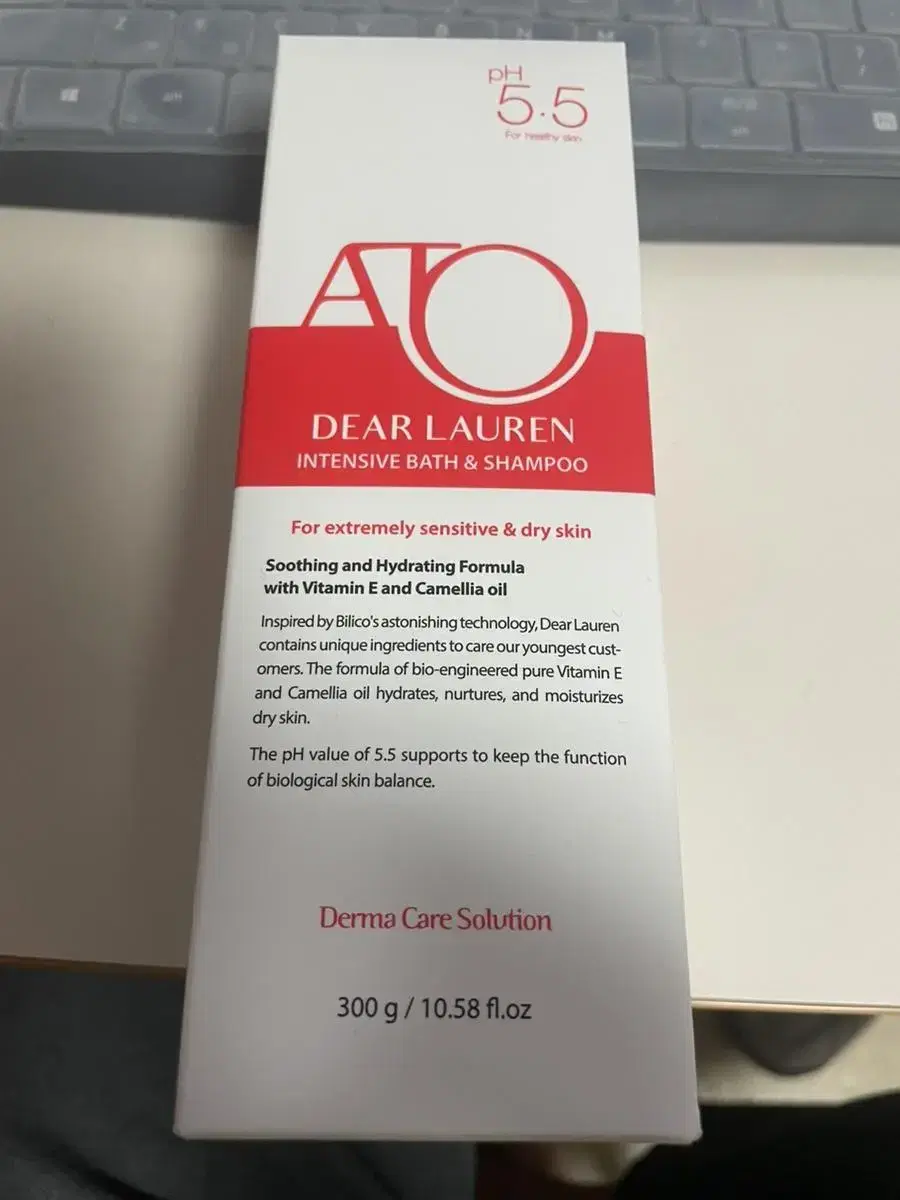 pH
5.5
For healthy skin
ATO
DEAR LAUREN
INTENSIVE BATH & SHAMPOO
For extremely sensitive & dry skin
Soothing and Hydrating Formula
with Vitamin E and Camellia oil
Inspired by Bilico's astonishing technology, Dear Lauren
contains unique ingredients to care our youngest cust-
omers. The formula of bio-engineered pure Vitamin E
and Camellia oil hydrates, nurtures, and moisturizes
dry skin.
The pH value of 5.5 supports to keep the function
of biological skin balance.
Derma Care Solution
300 g / 10.58 fl.oz